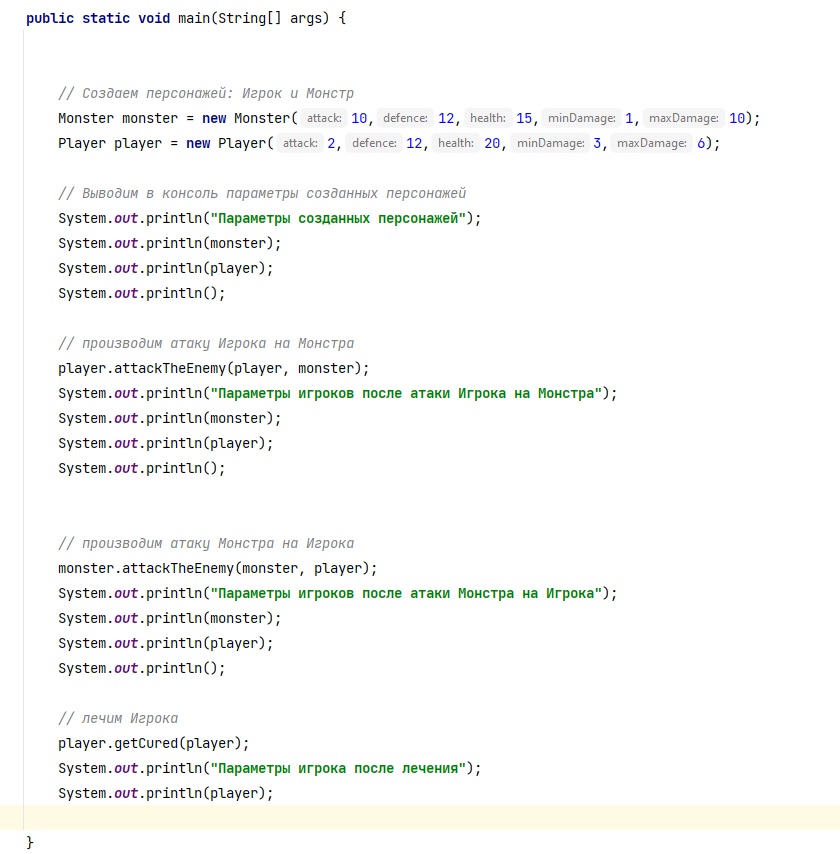 public static void main(String[] args) {
// Создаем персонажей: Игрок и Монстр
Monster monster = new Monster( attack: 10, defence: 12, health: 15, minDamage: 1, maxDamage: 10);
Player player = new Player( attack: 2, defence: 12, health: 20, minDamage: 3, maxDamage: 6);
// Выводим в консоль параметры созданных персонажей
System.out.println("Параметры созданных персонажей");
System.out.println(monster);
System.out.println(player);
System.out.println();
// производим атаку Игрока на Монстра
player.attackTheEnemy(player, monster);
System.out.println("Параметры игроков после атаки Игрока на Монстра");
System.out.println(monster);
System.out.println(player);
System.out.println();
// производим атаку Монстра на Игрока
monster.attackTheEnemy(monster, player);
System.out.println("Параметры игроков после атаки Монстра на Игрока");
System.out.println(monster);
System.out.println(player);
System.out.println();
// лечим Игрока
player.getCured(player);
System.out.println("Параметры игрока после лечения");
System.out.println(player);
}